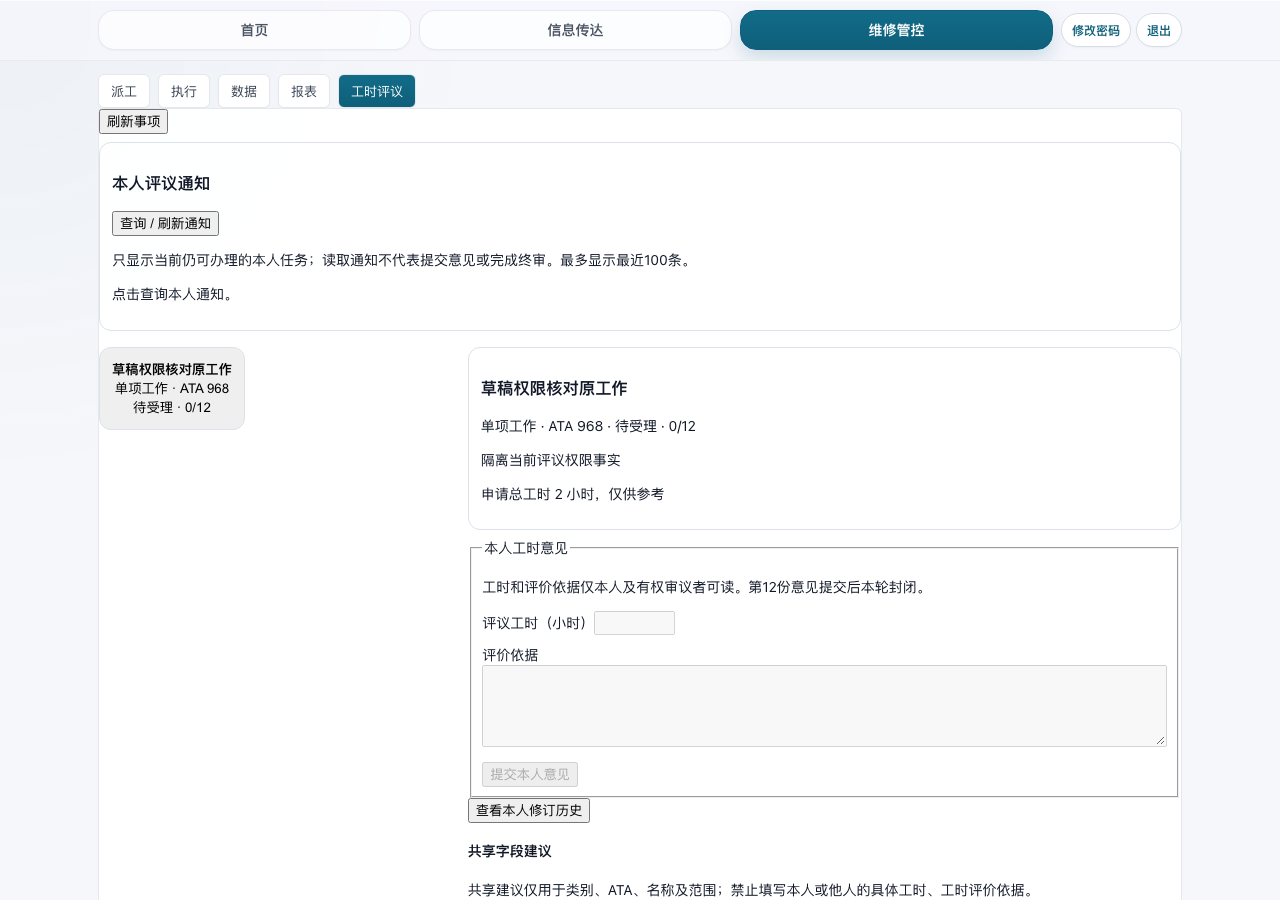 首页
信息传达
维修管控
修改密码
退出
派工
执行
数据
报表
工时评议
刷新事项
本人评议通知
查询 / 刷新通知
只显示当前仍可办理的本人任务；读取通知不代表提交意见或完成终审。最多显示最近100条。
点击查询本人通知。
草稿权限核对原工作
单项工作 · ATA 968
待受理 · 0/12
草稿权限核对原工作
单项工作 · ATA 968 · 待受理 · 0/12
隔离当前评议权限事实
申请总工时 2 小时，仅供参考
本人工时意见
工时和评价依据仅本人及有权审议者可读。第12份意见提交后本轮封闭。
评议工时（小时）
评价依据
提交本人意见
查看本人修订历史
共享字段建议
共享建议仅用于类别、ATA、名称及范围；禁止填写本人或他人的具体工时、工时评价依据。